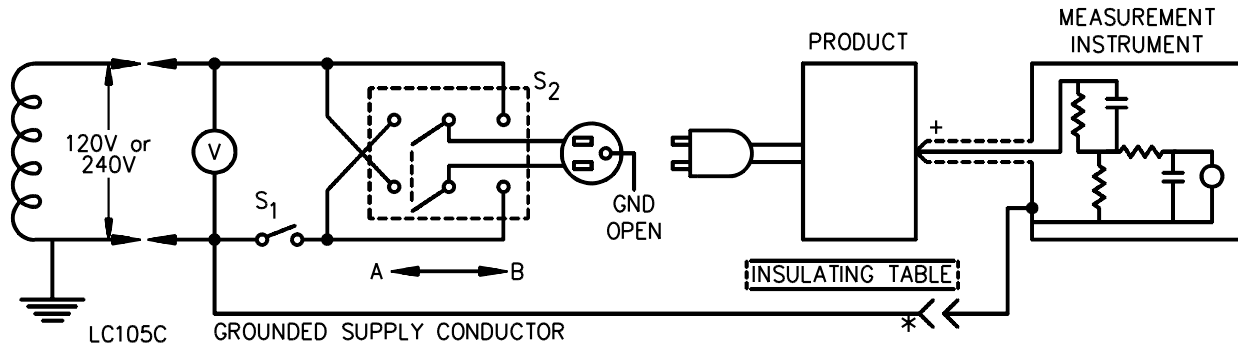 MEASUREMENT
INSTRUMENT
PRODUCT
S2
+
120V or
240V
V
S1
GND
OPEN
A
B
INSULATING TABLE
*
LC105C
GROUNDED SUPPLY CONDUCTOR